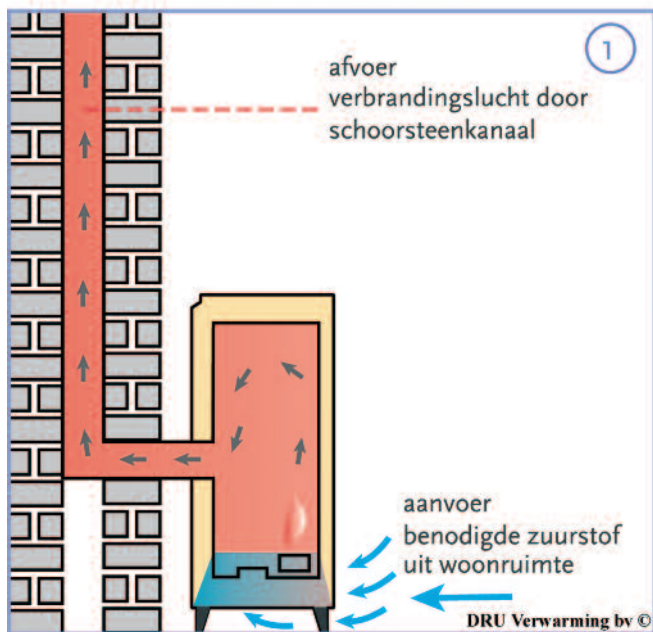 1
afvoer
verbrandingslucht door
schoorsteenkanaal
aanvoer
benodigde zuurstof
uit woonruimte
DRU Verwarming bv ©